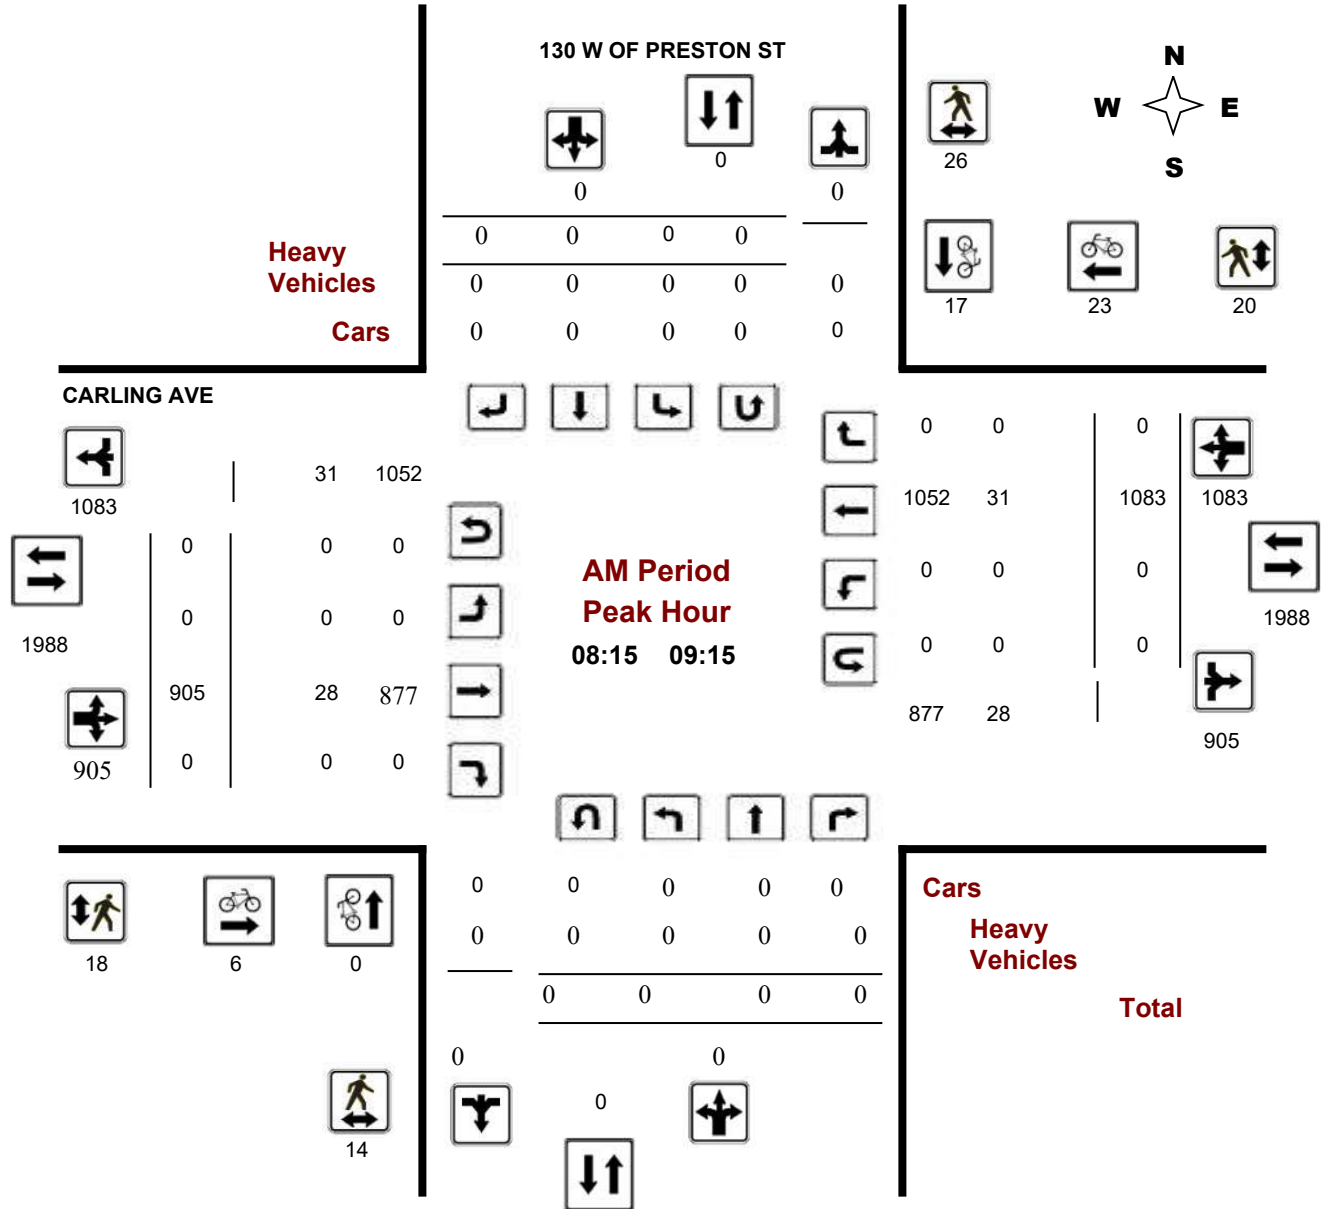 130 W OF PRESTON ST
N
W E
S
0
26
0 0
0 0 0 0
Heavy
Vehicles
0 0 0 0 0
17 23 20
Cars
0 0 0 0 0
CARLING AVE
0 0 0
31 1052
1083
1052 31 1083 1083
0 0 0
AM Period
0 0 0
Peak Hour
0 0 0
1988
08:15 09:15
0 0 0
1988
905 28 877
877 28
905
905
0 0 0
0 0 0 0 0
Cars
0 0 0 0 0
Heavy
Vehicles
18 6 0
0 0 0 0
Total
0 0
0
14